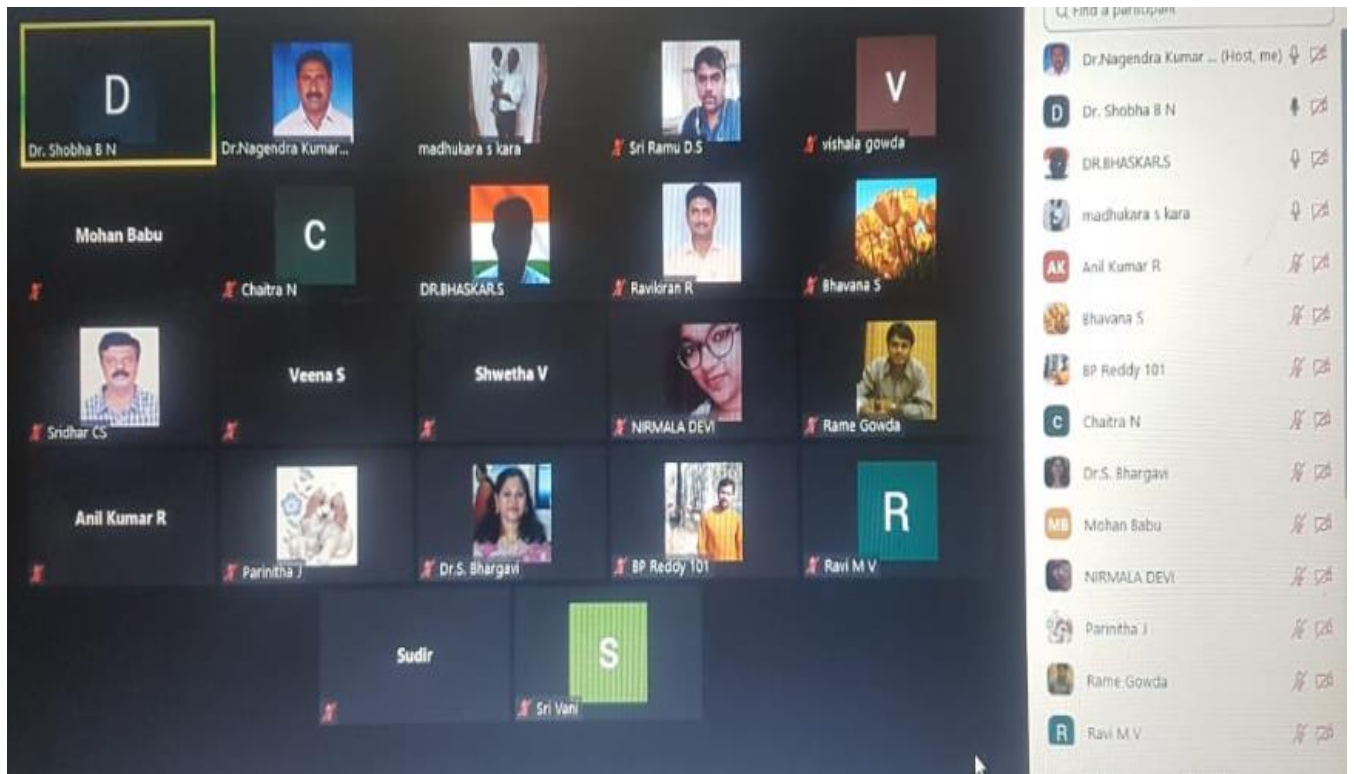 D
Dr. Shobha B N
Dr.Nagendra Kumar...
madhukara s kara
Sri Ramu D.S
V
vishala gowda
Mohan Babu
C
Chaitra N
DR.BHASKAR.S
Ravikiran R
Bhavana S
Sridhar CS
Veena S
Shwetha V
NIRMALA DEVI
Rame Gowda
Anil Kumar R
Parinitha J
Dr.S. Bhargavi
BP Reddy 101
R
Ravi M V
Sudir
S
Sri Vani
Find a participant
Dr.Nagendra Kumar ... (Host, me)
D Dr. Shobha B N
DR.BHASKAR.S
madhukara s kara
AK Anil Kumar R
Bhavana S
BP Reddy 101
C Chaitra N
Dr.S. Bhargavi
MB Mohan Babu
NIRMALA DEVI
Parinitha J
Rame Gowda
R Ravi M V